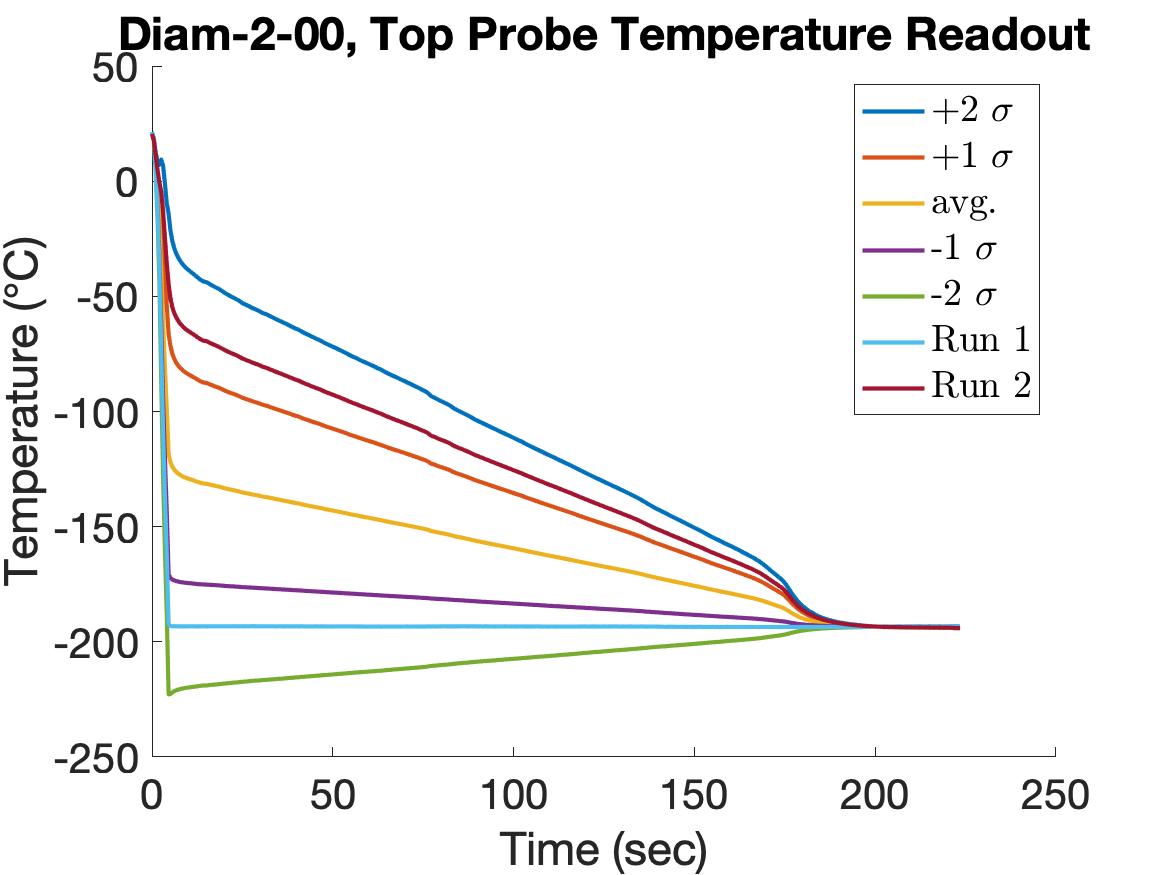 Diam-2-00, Top Probe Temperature Readout
50
0
-50
-100
-150
-200
-250
Temperature (°C)
0 50 100 150 200 250
Time (sec)
+2 σ
+1 σ
avg.
-1 σ
-2 σ
Run 1
Run 2